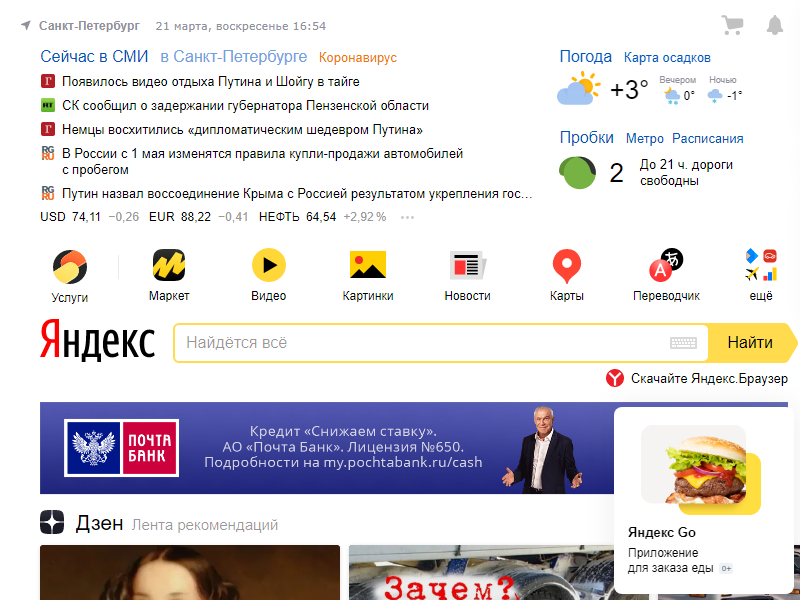 Санкт-Петербург 21 марта, воскресенье 16:54
Сейчас в СМИ в Санкт-Петербурге Коронавирус
Появилось видео отдыха Путина и Шойгу в тайге
СК сообщил о задержании губернатора Пензенской области
Немцы восхитились «дипломатическим шедевром Путина»
В России с 1 мая изменятся правила купли-продажи автомобилей
с пробегом
Путин назвал воссоединение Крыма с Россией результатом укрепления гос…
USD 74,11 −0,26 EUR 88,22 −0,41 НЕФТЬ 64,54 +2,92 % ···
Погода Карта осадков
+3° Вечером 0° Ночью -1°
Пробки Метро Расписания
2 До 21 ч. дороги
свободны
Услуги Маркет Видео Картинки Новости Карты Переводчик ещё
Яндекс Найдётся всё Найти
Скачайте Яндекс.Браузер
ПОЧТА
БАНК
Кредит «Снижаем ставку».
АО «Почта Банк». Лицензия №650.
Подробности на my.pochtabank.ru/cash
Дзен Лента рекомендаций
Зачем?
Яндекс Go
Приложение
для заказа еды 0+